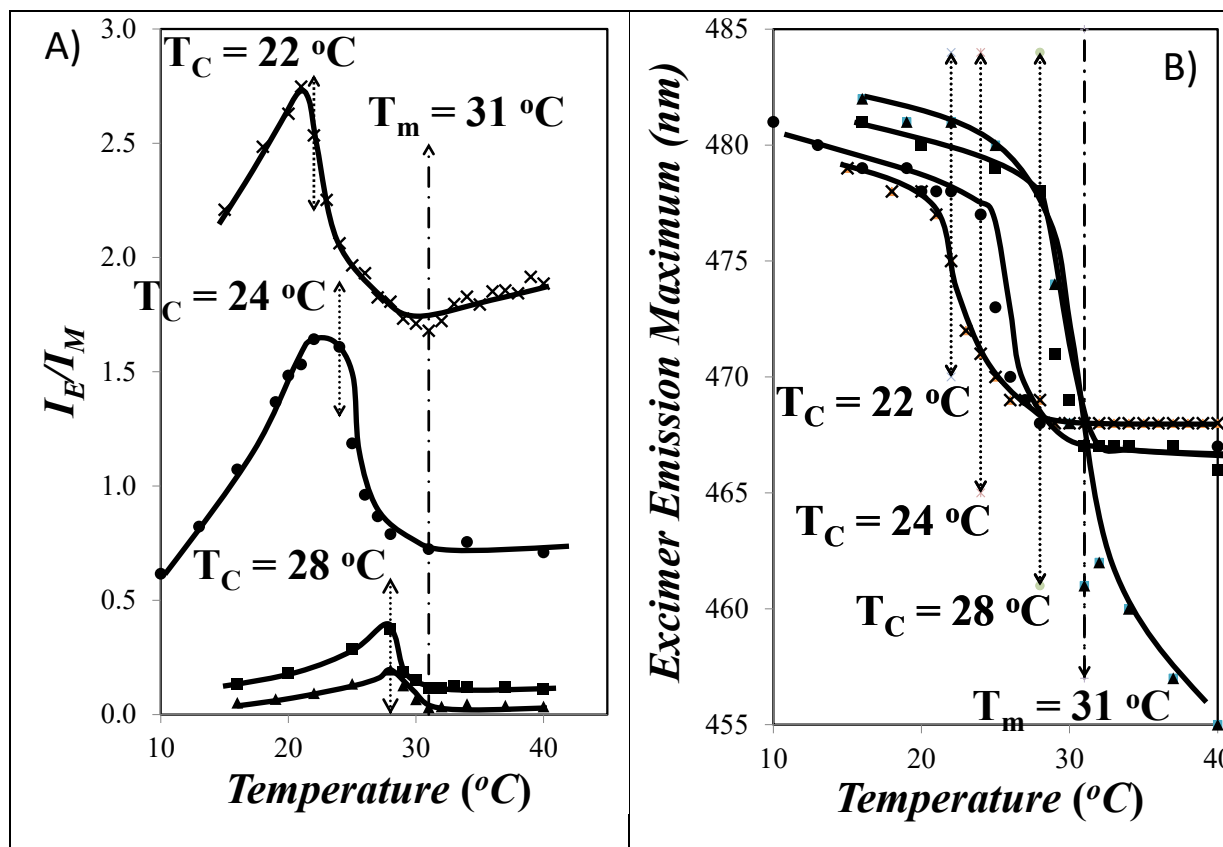 A)
3.0
2.5
2.0
1.5
1.0
0.5
0.0
I_E/I_M
T_C = 22 °C
T_m = 31 °C
T_C = 24 °C
T_C = 28 °C
10 20 30 40
Temperature (°C)
B)
485
480
475
470
465
460
455
Excimer Emission Maximum (nm)
T_C = 22 °C
T_C = 24 °C
T_C = 28 °C
T_m = 31 °C
10 20 30 40
Temperature (°C)